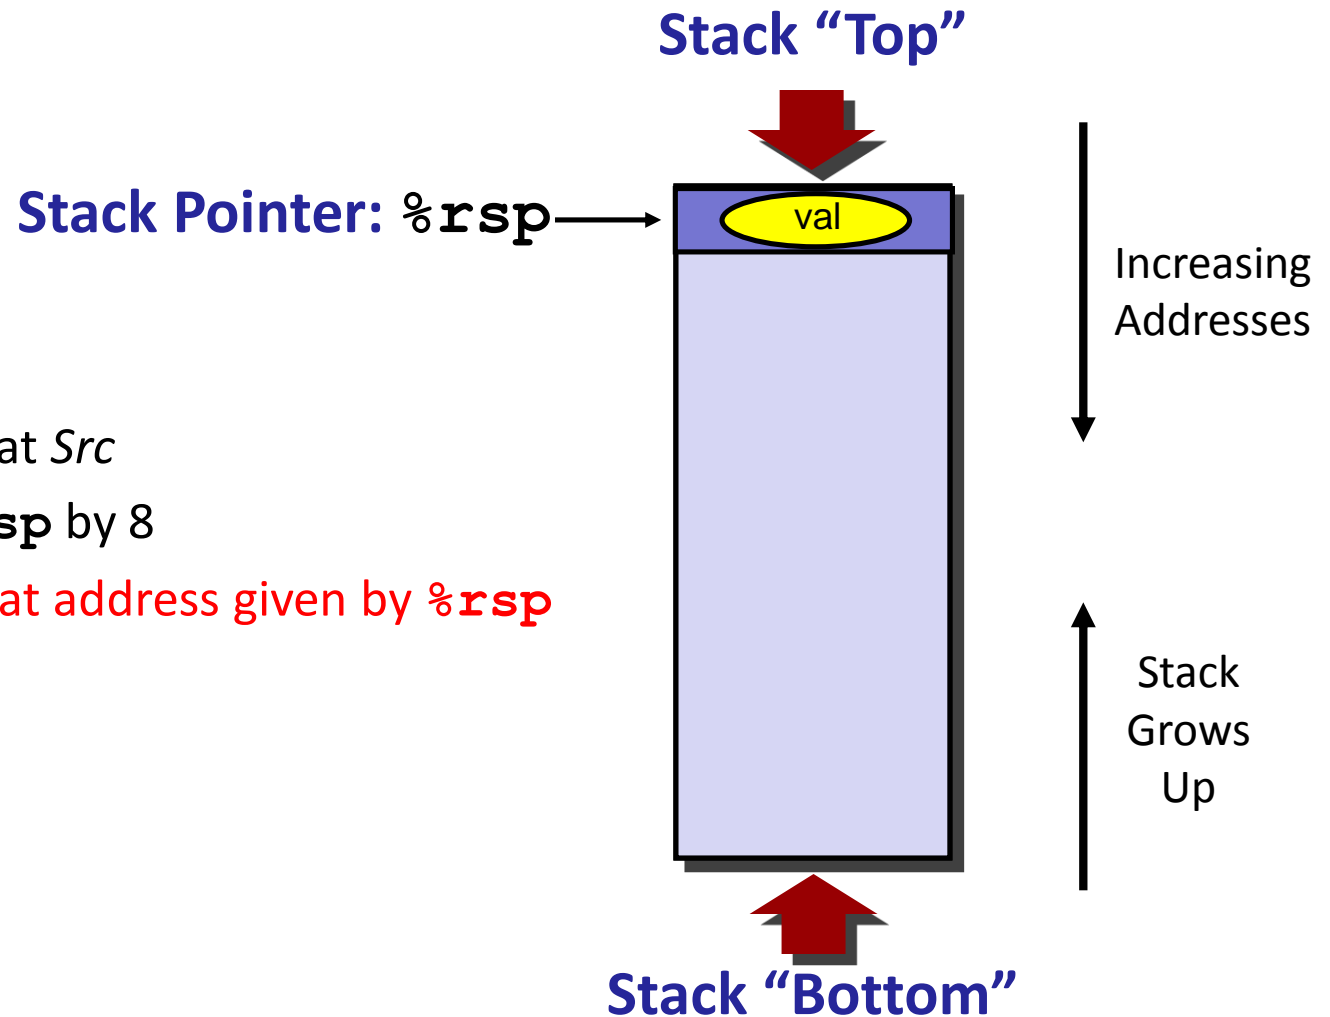 Stack “Top”
Stack Pointer: %rsp
val
Increasing
Addresses
at Src
sp by 8
at address given by %rsp
Stack
Grows
Up
Stack “Bottom”